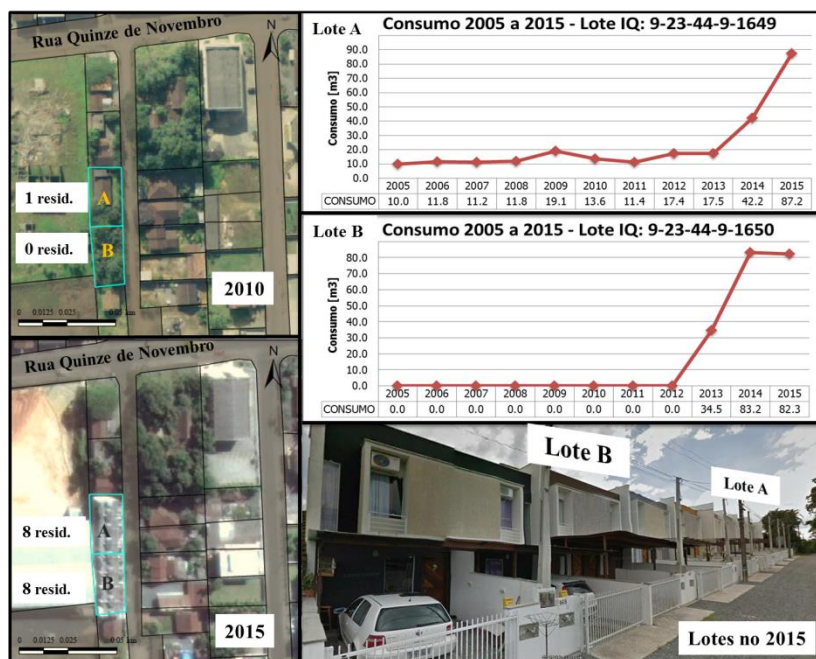 Rua Quinze de Novembro
N
A
1 resid.
B
0 resid.
2010
0 0.0125 0.025 0.05 km
Lote A
Consumo 2005 a 2015 - Lote IQ: 9-23-44-9-1649
Consumo [m3]
90.0
80.0
70.0
60.0
50.0
40.0
30.0
20.0
10.0
0.0
2005 2006 2007 2008 2009 2010 2011 2012 2013 2014 2015
CONSUMO 10.0 11.8 11.2 11.8 19.1 13.6 11.4 17.4 17.5 42.2 87.2
Lote B
Consumo 2005 a 2015 - Lote IQ: 9-23-44-9-1650
Consumo [m3]
80.0
70.0
60.0
50.0
40.0
30.0
20.0
10.0
0.0
2005 2006 2007 2008 2009 2010 2011 2012 2013 2014 2015
CONSUMO 0.0 0.0 0.0 0.0 0.0 0.0 0.0 0.0 34.5 83.2 82.3
Rua Quinze de Novembro
N
8 resid.
A
8 resid.
B
2015
0 0.0125 0.025 0.05 km
Lote B
Lote A
Lotes no 2015